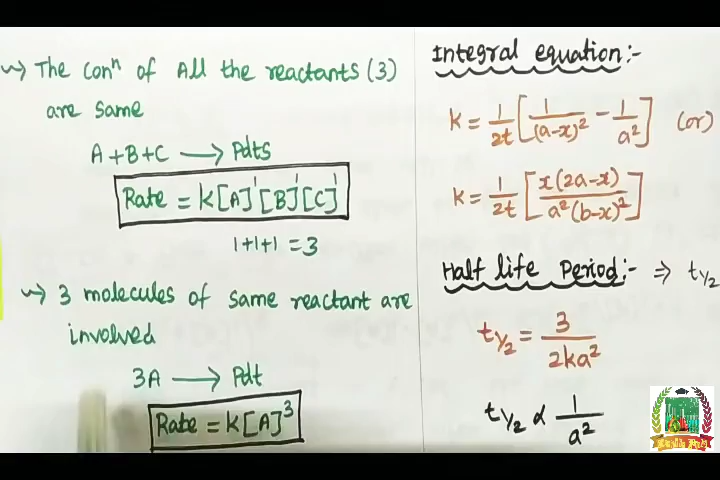 ~> The conⁿ of All the reactants (3)
are same
A + B + C ⟶ Pdts
Rate = k[A]¹ [B]¹ [C]¹
1+1+1 = 3
~> 3 molecules of same reactant are
involved
3A ⟶ Pdt
Rate = k[A]³
Integral equation:-
k = 1/2t [1/(a-x)² - 1/a²] (or)
k = 1/2t [x(2a-x)/a²(b-x)²]
Half life Period:- ⇒ t½
t½ = 3/2ka²
t½ ∝ 1/a²